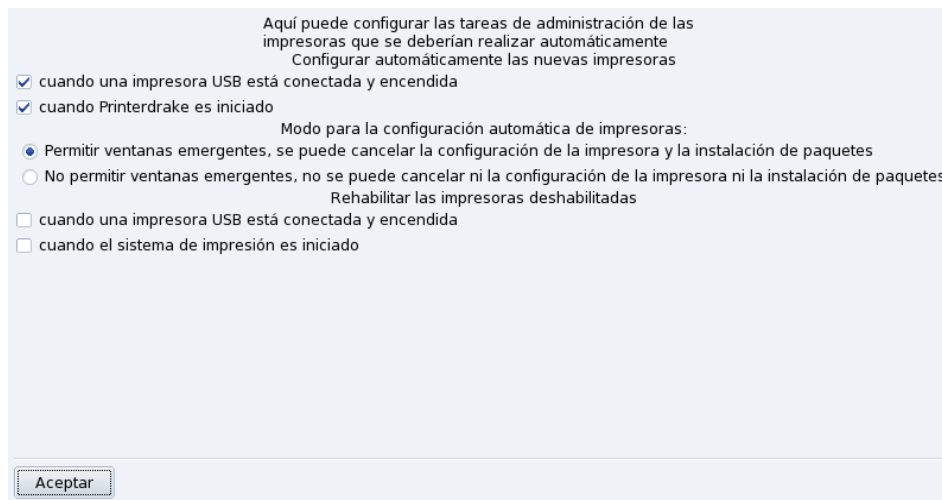 Aquí puede configurar las tareas de administración de las
impresoras que se deberían realizar automáticamente
Configurar automáticamente las nuevas impresoras
cuando una impresora USB está conectada y encendida
cuando Printerdrake es iniciado
Modo para la configuración automática de impresoras:
Permitir ventanas emergentes, se puede cancelar la configuración de la impresora y la instalación de paquetes
No permitir ventanas emergentes, no se puede cancelar ni la configuración de la impresora ni la instalación de paquetes
Rehabilitar las impresoras deshabilitadas
cuando una impresora USB está conectada y encendida
cuando el sistema de impresión es iniciado
Aceptar